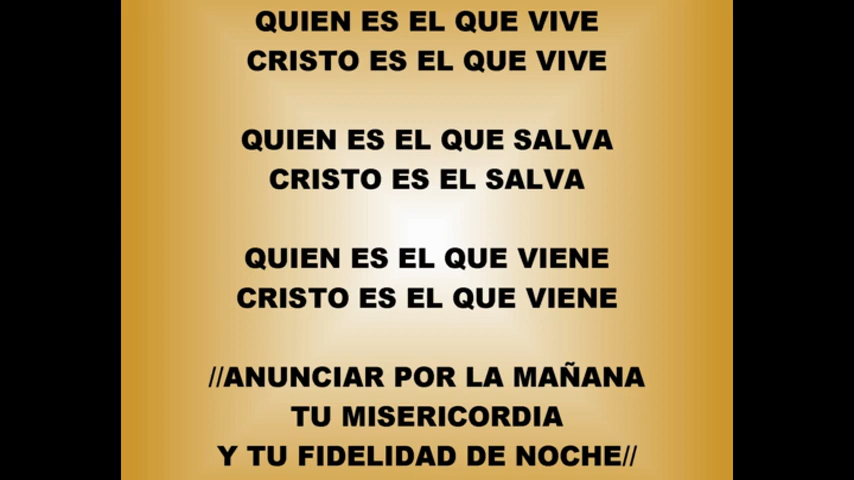 QUIEN ES EL QUE VIVE
CRISTO ES EL QUE VIVE
QUIEN ES EL QUE SALVA
CRISTO ES EL SALVA
QUIEN ES EL QUE VIENE
CRISTO ES EL QUE VIENE
//ANUNCIAR POR LA MAÑANA
TU MISERICORDIA
Y TU FIDELIDAD DE NOCHE//